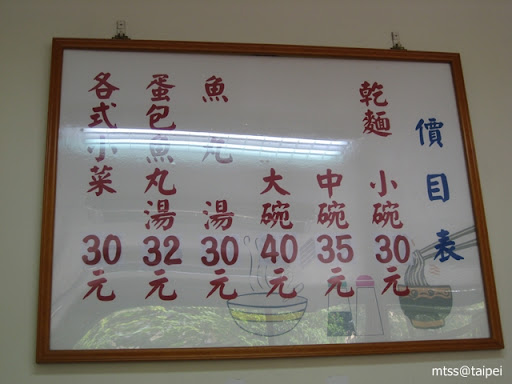 價目表
乾麵 小碗 30元
中碗 35元
大碗 40元
魚丸湯 30元
蛋包魚丸湯 32元
各式小菜 30元
mtss@taipei